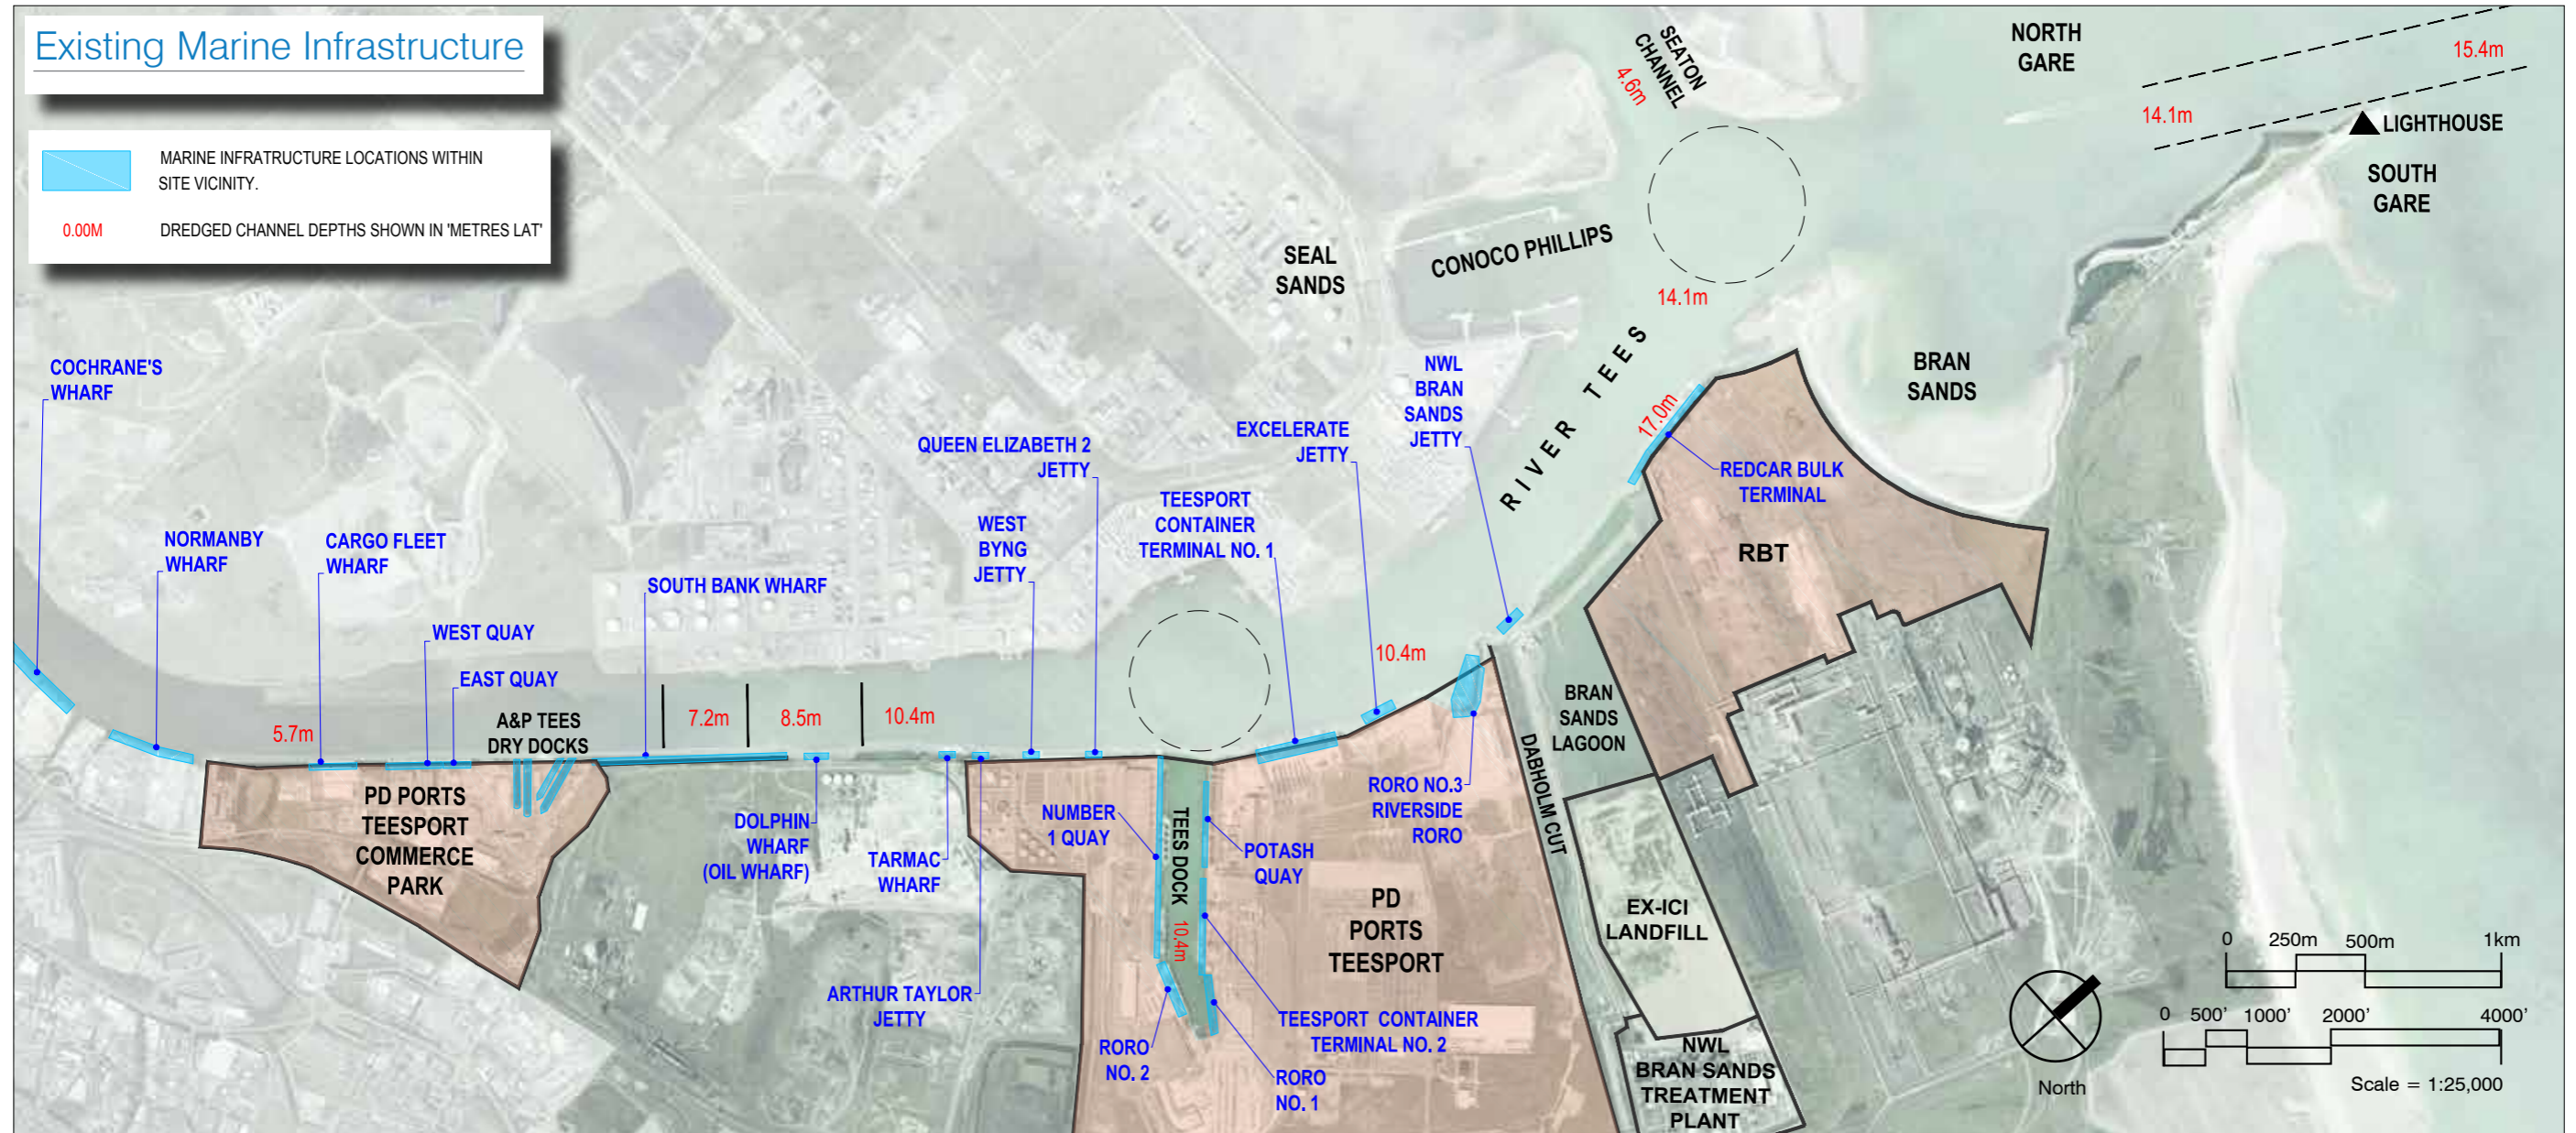 Existing Marine Infrastructure
MARINE INFRATRUCTURE LOCATIONS WITHIN
SITE VICINITY.
0.00M
DREDGED CHANNEL DEPTHS SHOWN IN 'METRES LAT'
SEATON
CHANNEL
4.6m
NORTH
GARE
15.4m
14.1m
LIGHTHOUSE
SOUTH
GARE
SEAL
SANDS
CONOCO PHILLIPS
14.1m
RIVER TEES
BRAN
SANDS
COCHRANE'S
WHARF
NORMANBY
WHARF
CARGO FLEET
WHARF
WEST QUAY
EAST QUAY
A&P TEES
DRY DOCKS
SOUTH BANK WHARF
QUEEN ELIZABETH 2
JETTY
WEST
BYNG
JETTY
TEESPORT
CONTAINER
TERMINAL NO. 1
EXCELERATE
JETTY
NWL
BRAN
SANDS
JETTY
17.0m
REDCAR BULK
TERMINAL
RBT
5.7m
7.2m
8.5m
10.4m
10.4m
PD PORTS
TEESPORT
COMMERCE
PARK
DOLPHIN
WHARF
(OIL WHARF)
TARMAC
WHARF
ARTHUR TAYLOR
JETTY
NUMBER
1 QUAY
TEES DOCK
10.4m
POTASH
QUAY
RORO NO.3
RIVERSIDE
RORO
DABHOLM CUT
BRAN
SANDS
LAGOON
PD
PORTS
TEESPORT
TEESPORT CONTAINER
TERMINAL NO. 2
RORO
NO. 2
RORO
NO. 1
EX-ICI
LANDFILL
NWL
BRAN SANDS
TREATMENT
PLANT
North
0 250m 500m 1km
0 500' 1000' 2000' 4000'
Scale = 1:25,000